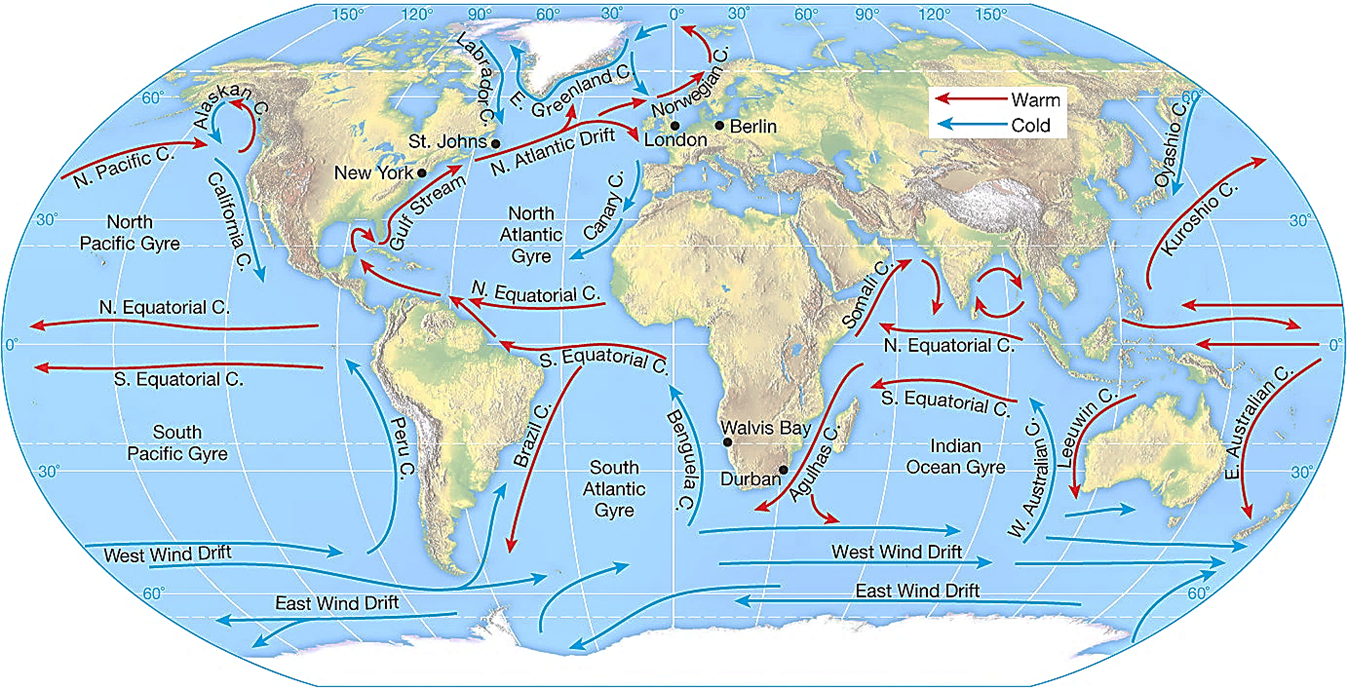 150° 120° 90° 60° 30° 0° 30° 60° 90° 120° 150°
60°
60°
Alaskan C.
Labrador C.
E. Greenland C.
Norwegian C.
Warm
Cold
Oyashio C.
N. Pacific C.
St. Johns
N. Atlantic Drift
London
Berlin
New York
California C.
Gulf Stream
Canary C.
Kuroshio C.
30°
30°
North
Pacific Gyre
North
Atlantic
Gyre
N. Equatorial C.
N. Equatorial C.
Somali C.
N. Equatorial C.
0°
0°
S. Equatorial C.
S. Equatorial C.
S. Equatorial C.
South
Pacific Gyre
Peru C.
Brazil C.
Benguela C.
Walvis Bay
Durban
Agulhas C.
Indian
Ocean Gyre
W. Australian C.
Leeuwin C.
E. Australian C.
30°
30°
South
Atlantic
Gyre
West Wind Drift
West Wind Drift
60°
60°
East Wind Drift
East Wind Drift